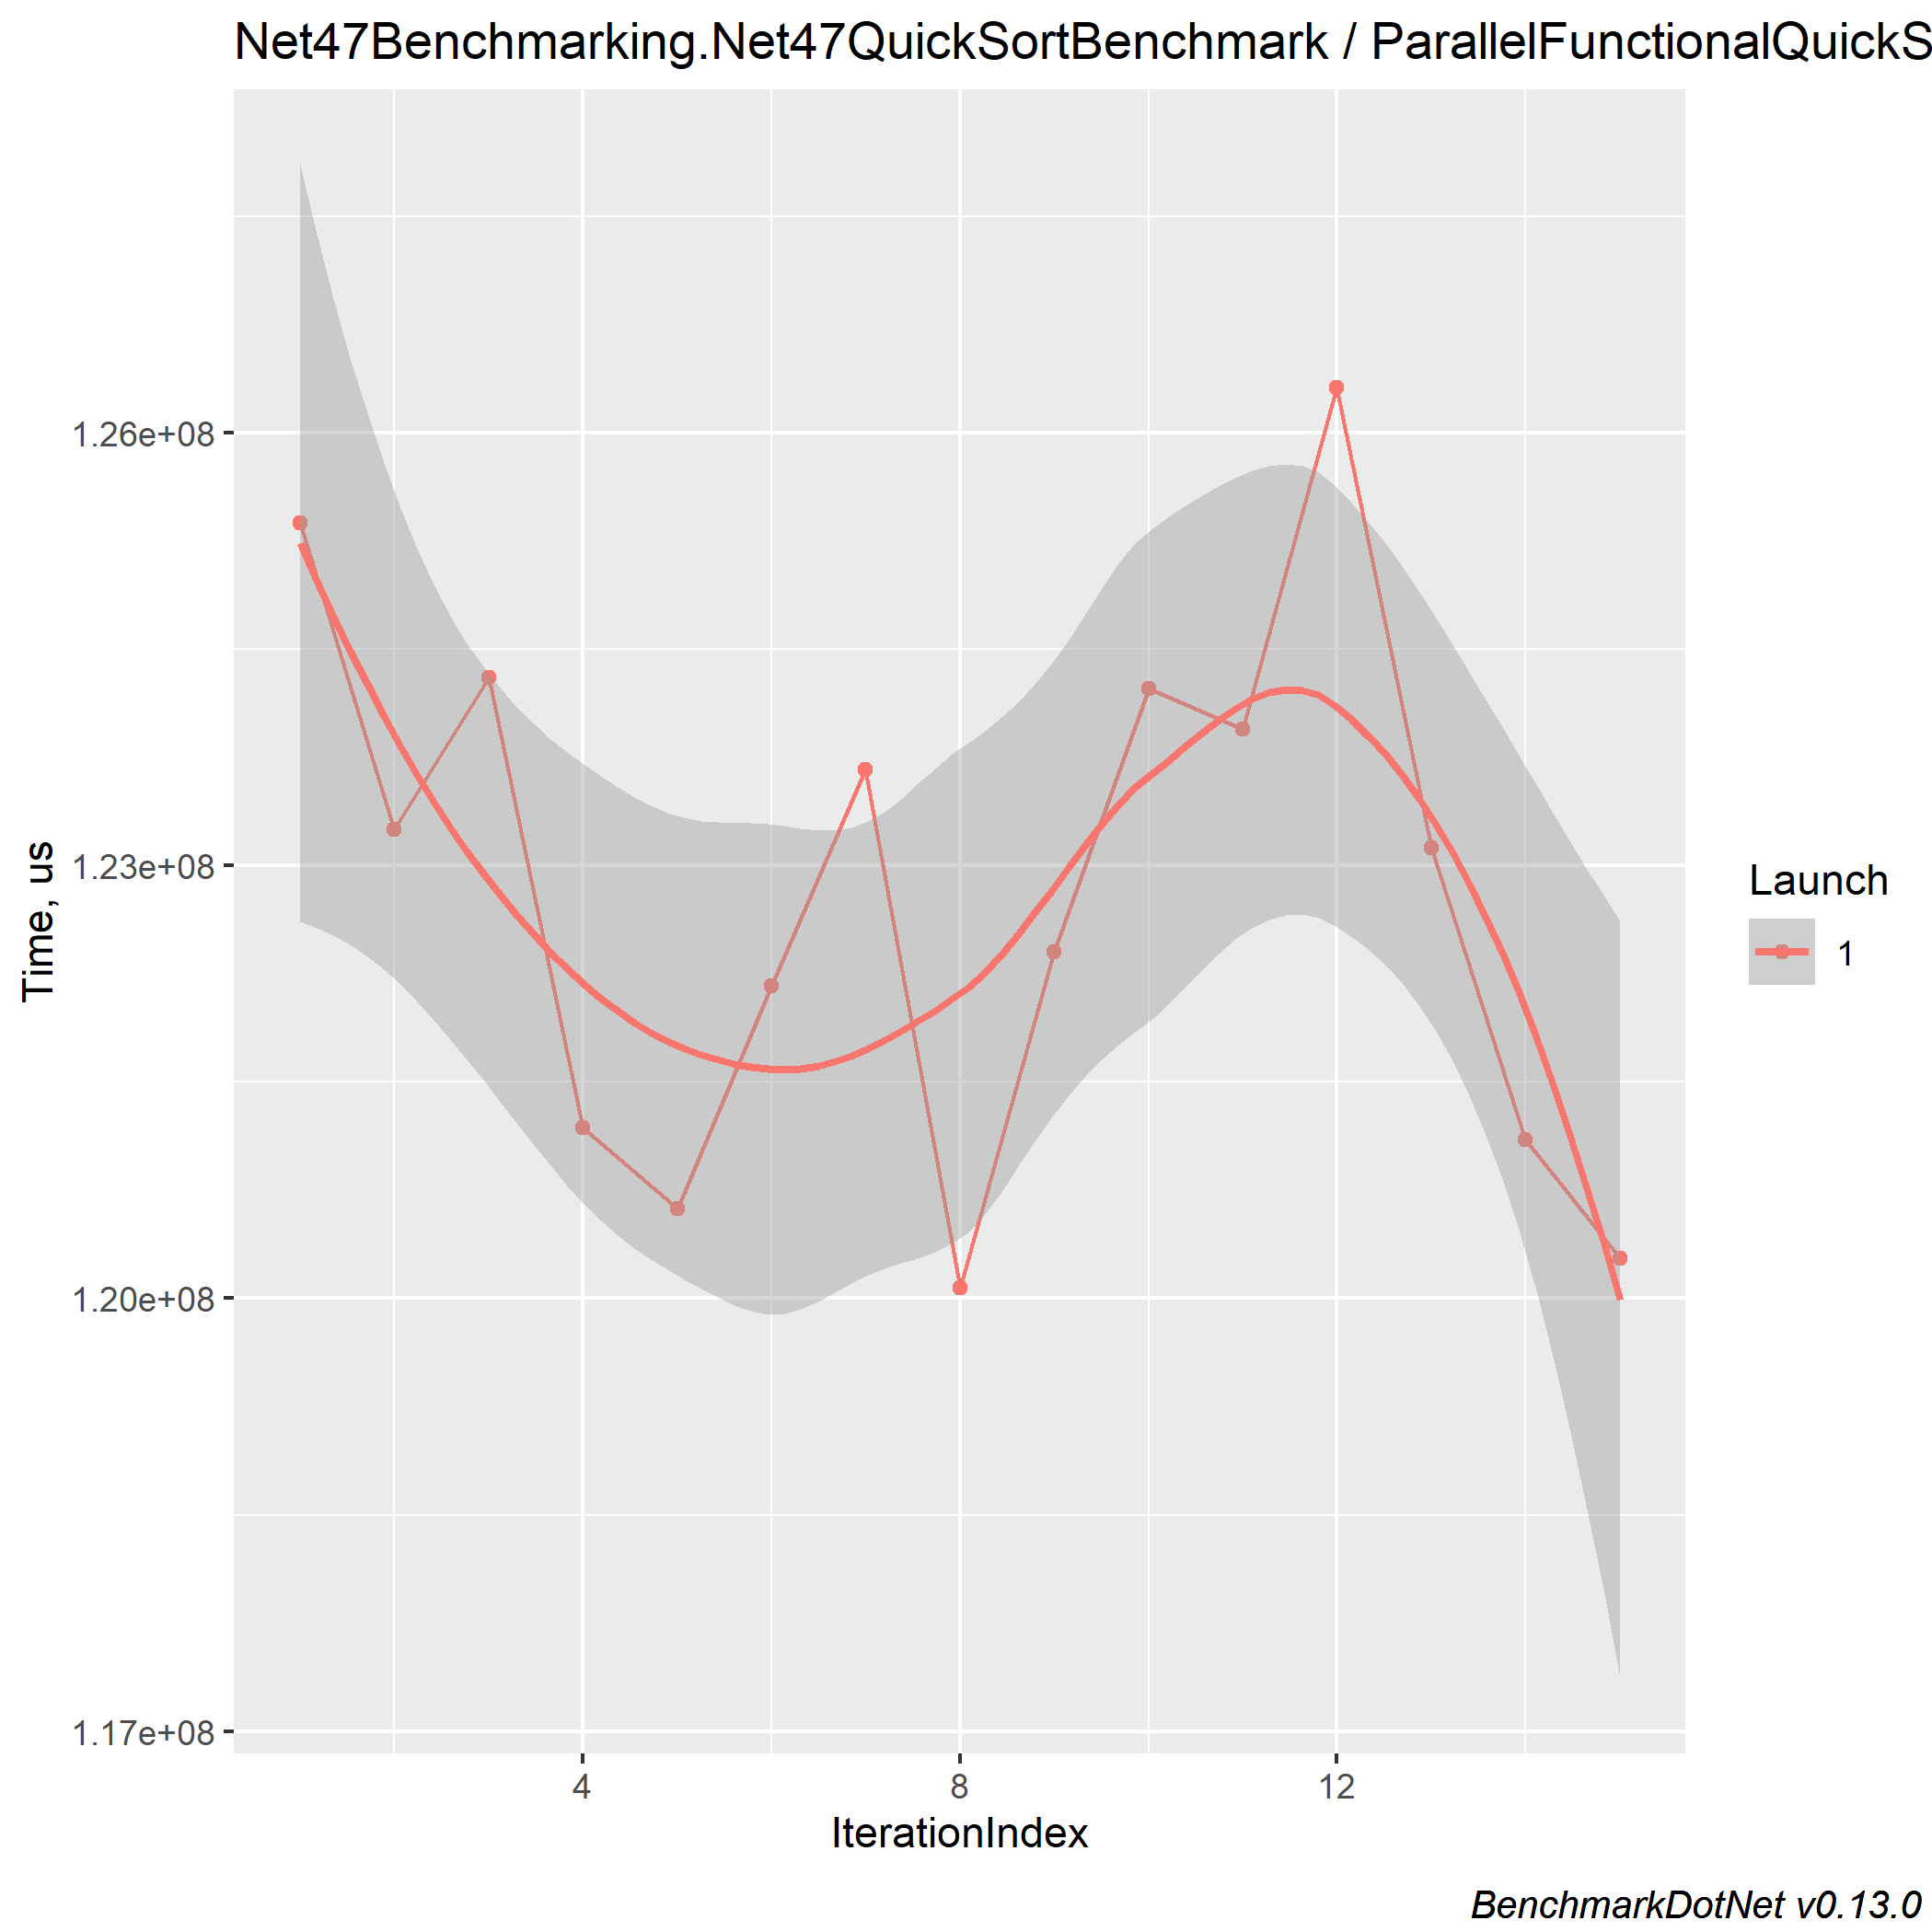 Net47Benchmarking.Net47QuickSortBenchmark / ParallelFunctionalQuickS
1.26e+08
1.23e+08
1.20e+08
1.17e+08
Time, us
4
8
12
IterationIndex
Launch
1
BenchmarkDotNet v0.13.0